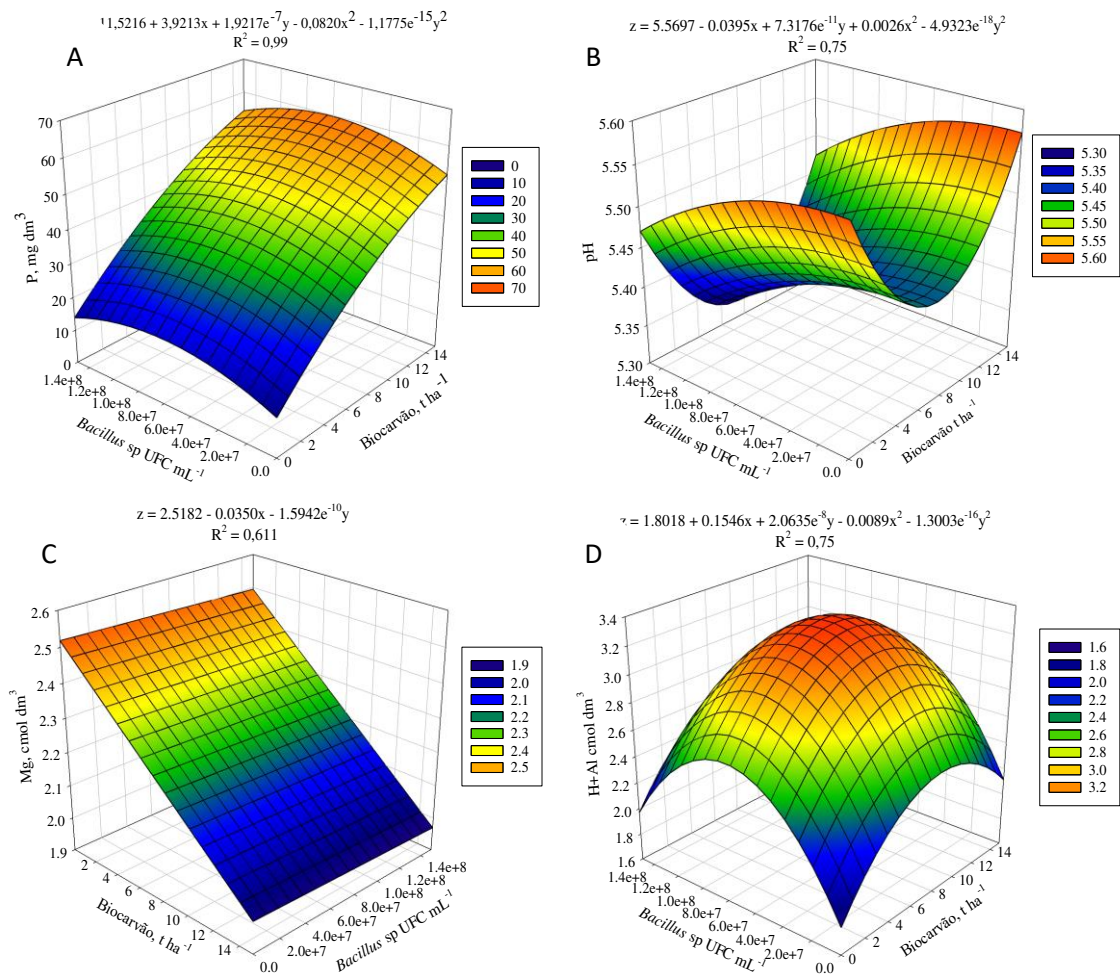 11,5216 + 3,9213x + 1,9217e⁻⁷y - 0,0820x² - 1,1775e⁻¹⁵y²
R² = 0,99
A
70
60
50
40
30
20
10
0
P, mg dm³
1.4e+8
1.2e+8
1.0e+8
8.0e+7
6.0e+7
4.0e+7
2.0e+7
0.0
Bacillus sp UFC mL⁻¹
0
2
4
6
8
10
12
14
Biocarvão, t ha⁻¹
0
10
20
30
40
50
60
70
z = 5.5697 - 0.0395x + 7.3176e⁻¹¹y + 0.0026x² - 4.9323e⁻¹⁸y²
R² = 0,75
B
5.60
5.55
5.50
5.45
5.40
5.35
5.30
pH
1.4e+8
1.2e+8
1.0e+8
8.0e+7
6.0e+7
4.0e+7
2.0e+7
0.0
Bacillus sp UFC mL⁻¹
0
2
4
6
8
10
12
14
Biocarvão t ha⁻¹
5.30
5.35
5.40
5.45
5.50
5.55
5.60
z = 2.5182 - 0.0350x - 1.5942e⁻¹⁰y
R² = 0,611
C
2.6
2.5
2.4
2.3
2.2
2.1
2.0
1.9
Mg, cmol dm³
2
4
6
8
10
12
14
Biocarvão, t ha⁻¹
0.0
2.0e+7
4.0e+7
6.0e+7
8.0e+7
1.0e+8
1.2e+8
1.4e+8
Bacillus sp UFC mL⁻¹
1.9
2.0
2.1
2.2
2.3
2.4
2.5
z = 1.8018 + 0.1546x + 2.0635e⁻⁸y - 0.0089x² - 1.3003e⁻¹⁶y²
R² = 0,75
D
3.4
3.2
3.0
2.8
2.6
2.4
2.2
2.0
1.8
1.6
H+Al cmol dm³
1.4e+8
1.2e+8
1.0e+8
8.0e+7
6.0e+7
4.0e+7
2.0e+7
0.0
Bacillus sp UFC mL⁻¹
0
2
4
6
8
10
12
14
Biocarvão, t ha⁻¹
1.6
1.8
2.0
2.2
2.4
2.6
2.8
3.0
3.2